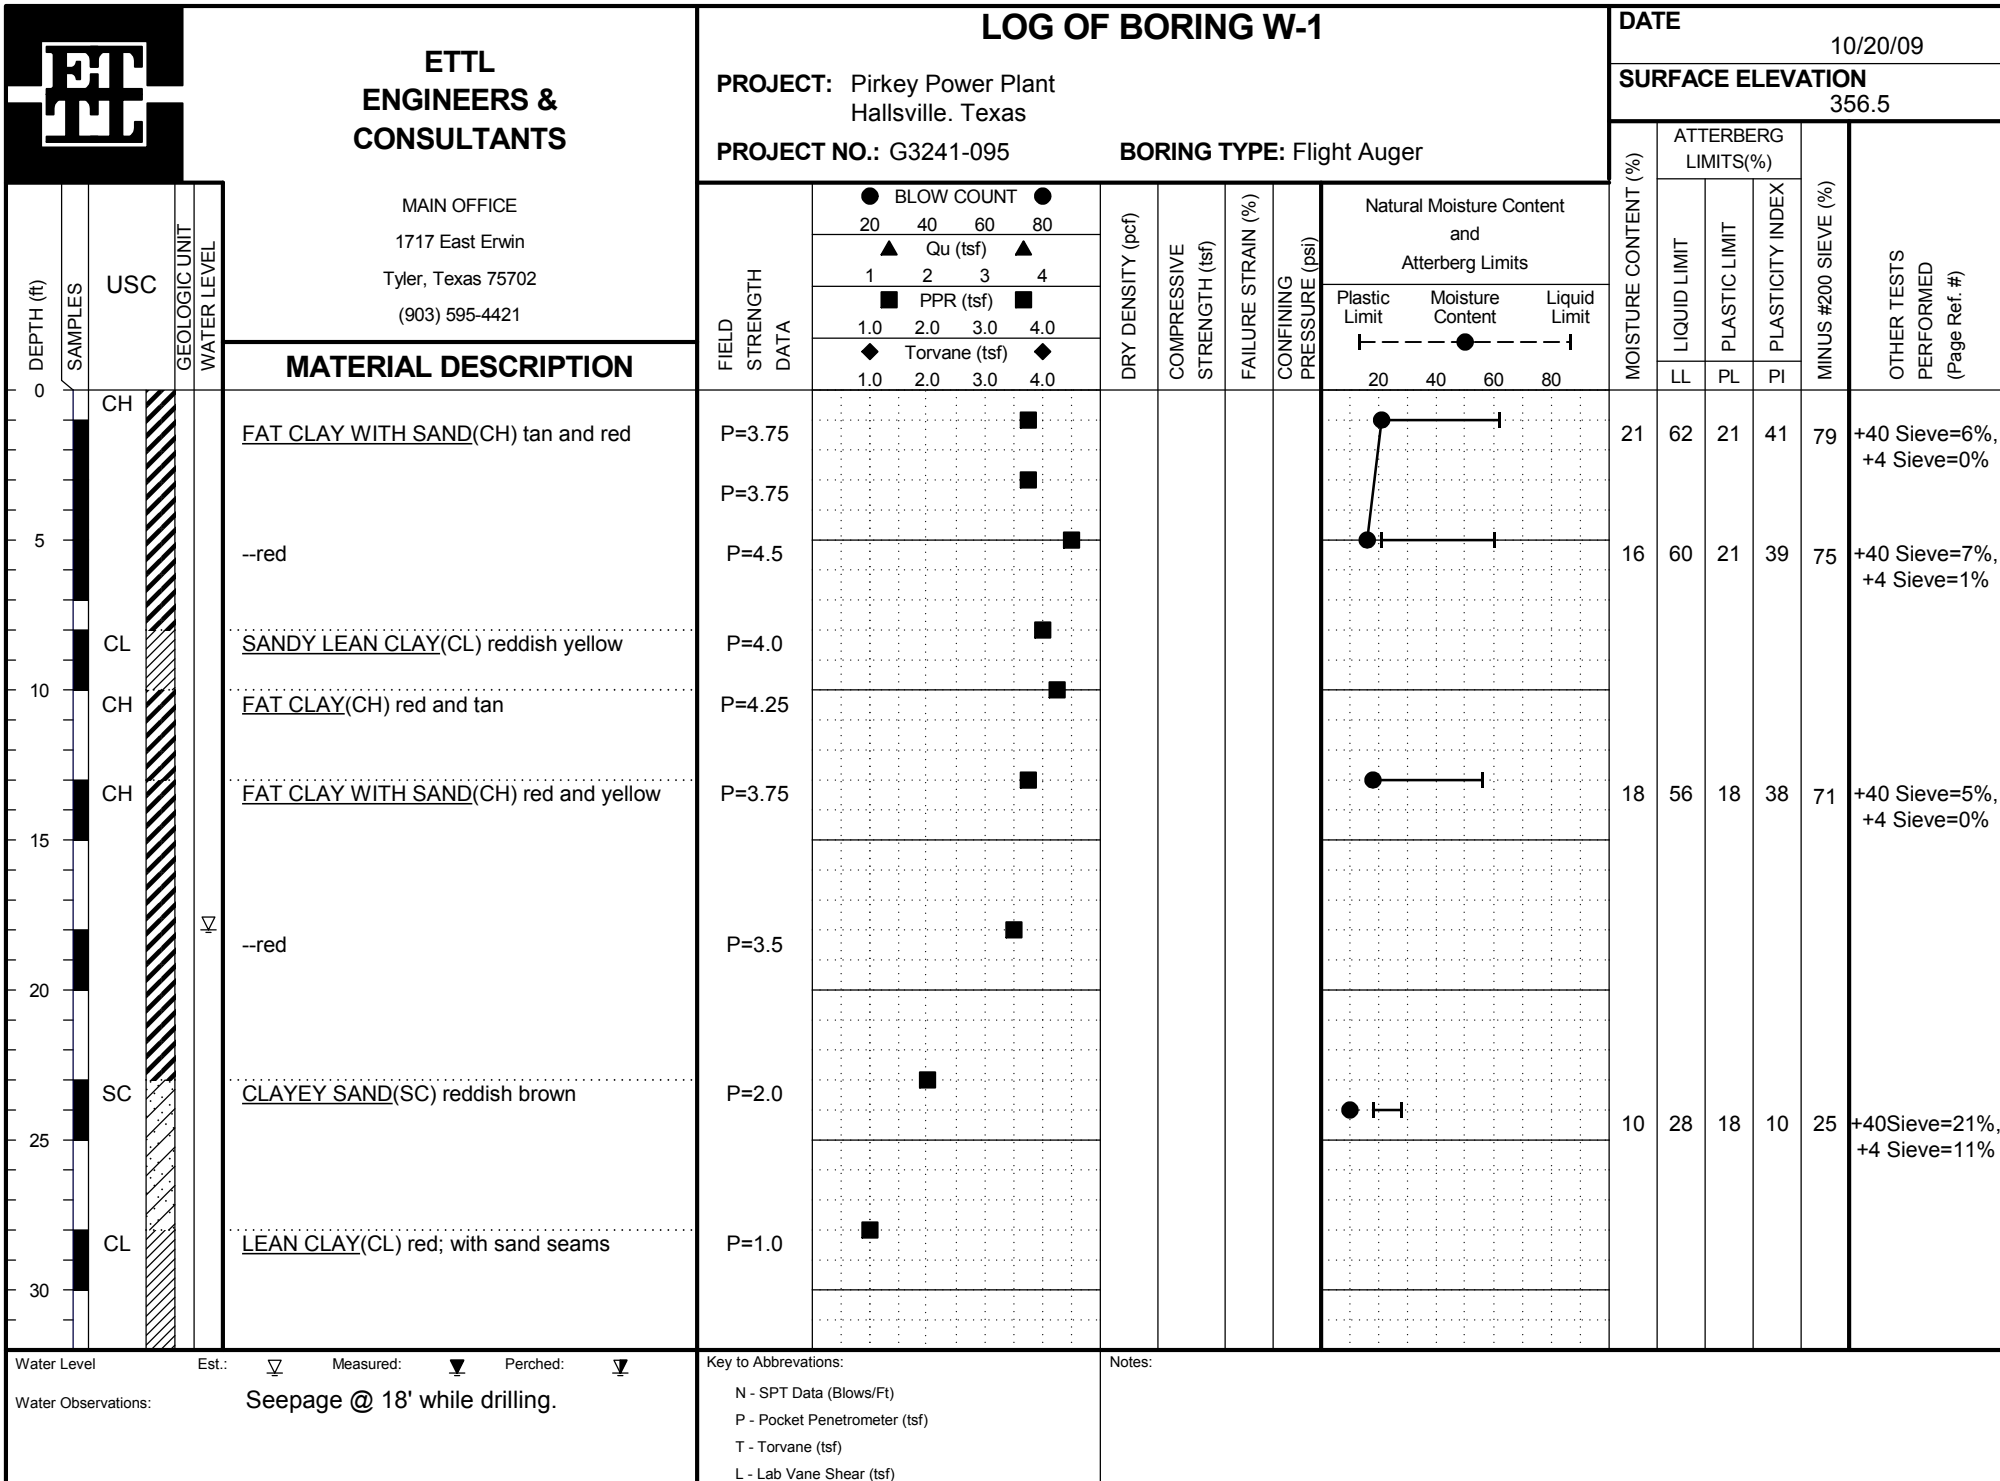 ETTL
ETTL
ENGINEERS &
CONSULTANTS
MAIN OFFICE
1717 East Erwin
Tyler, Texas 75702
(903) 595-4421
LOG OF BORING W-1
PROJECT: Pirkey Power Plant
Hallsville. Texas
PROJECT NO.: G3241-095 BORING TYPE: Flight Auger
DATE
10/20/09
SURFACE ELEVATION
356.5
DEPTH (ft)
SAMPLES
USC
GEOLOGIC UNIT
WATER LEVEL
MATERIAL DESCRIPTION
FIELD
STRENGTH
DATA
BLOW COUNT
20 40 60 80
Qu (tsf)
1 2 3 4
PPR (tsf)
1.0 2.0 3.0 4.0
Torvane (tsf)
1.0 2.0 3.0 4.0
DRY DENSITY (pcf)
COMPRESSIVE
STRENGTH (tsf)
FAILURE STRAIN (%)
CONFINING
PRESSURE (psi)
Natural Moisture Content
and
Atterberg Limits
Plastic Limit
Moisture Content
Liquid Limit
20 40 60 80
MOISTURE CONTENT (%)
ATTERBERG
LIMITS(%)
LIQUID LIMIT
PLASTIC LIMIT
PLASTICITY INDEX
LL PL PI
MINUS #200 SIEVE (%)
OTHER TESTS
PERFORMED
(Page Ref. #)
0
CH
FAT CLAY WITH SAND(CH) tan and red P=3.75 21 62 21 41 79 +40 Sieve=6%,
+4 Sieve=0%
P=3.75
5
--red P=4.5 16 60 21 39 75 +40 Sieve=7%,
+4 Sieve=1%
CL SANDY LEAN CLAY(CL) reddish yellow P=4.0
10
CH FAT CLAY(CH) red and tan P=4.25
CH FAT CLAY WITH SAND(CH) red and yellow P=3.75 18 56 18 38 71 +40 Sieve=5%,
+4 Sieve=0%
15
--red P=3.5
20
SC CLAYEY SAND(SC) reddish brown P=2.0
10 28 18 10 25 +40Sieve=21%,
25
+4 Sieve=11%
CL LEAN CLAY(CL) red; with sand seams P=1.0
30
Water Level Est.: Measured: Perched:
Water Observations: Seepage @ 18' while drilling.
Key to Abbrevations:
N - SPT Data (Blows/Ft)
P - Pocket Penetrometer (tsf)
T - Torvane (tsf)
L - Lab Vane Shear (tsf)
Notes: